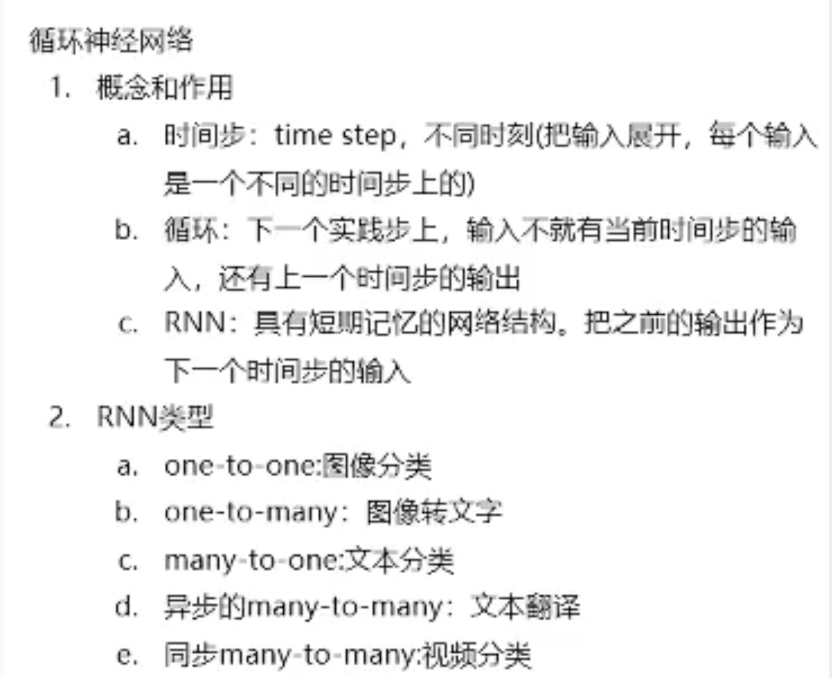 循环神经网络
1. 概念和作用
a. 时间步：time step，不同时刻(把输入展开，每个输入
是一个不同的时间步上的)
b. 循环：下一个实践步上，输入不就有当前时间步的输
入，还有上一个时间步的输出
c. RNN：具有短期记忆的网络结构。把之前的输出作为
下一个时间步的输入
2. RNN类型
a. one-to-one:图像分类
b. one-to-many：图像转文字
c. many-to-one:文本分类
d. 异步的many-to-many：文本翻译
e. 同步many-to-many:视频分类